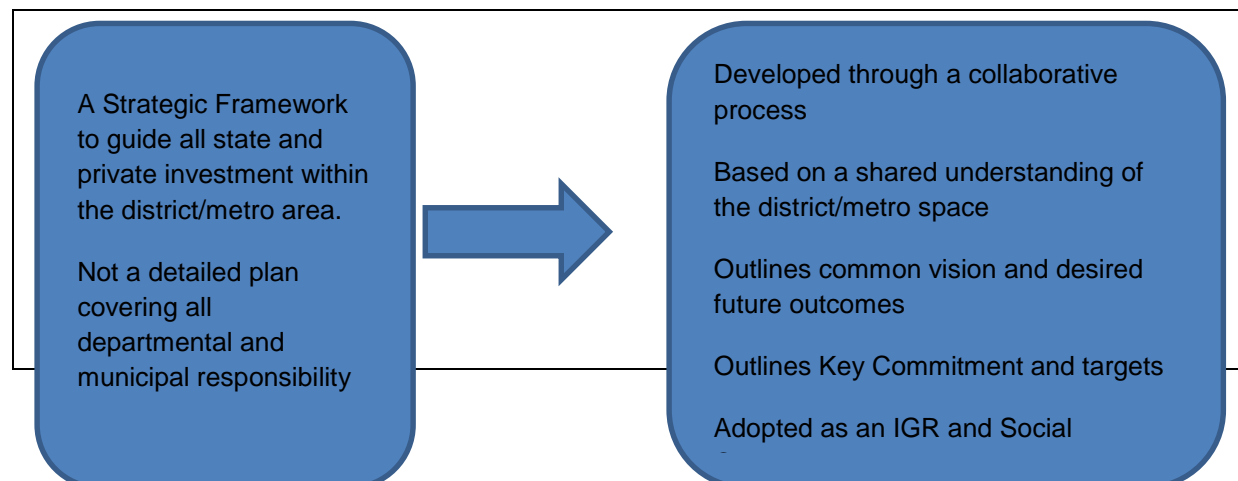 A Strategic Framework
to guide all state and
private investment within
the district/metro area.
Not a detailed plan
covering all
departmental and
municipal responsibility
Developed through a collaborative
process
Based on a shared understanding of
the district/metro space
Outlines common vision and desired
future outcomes
Outlines Key Commitment and targets
Adopted as an IGR and Social